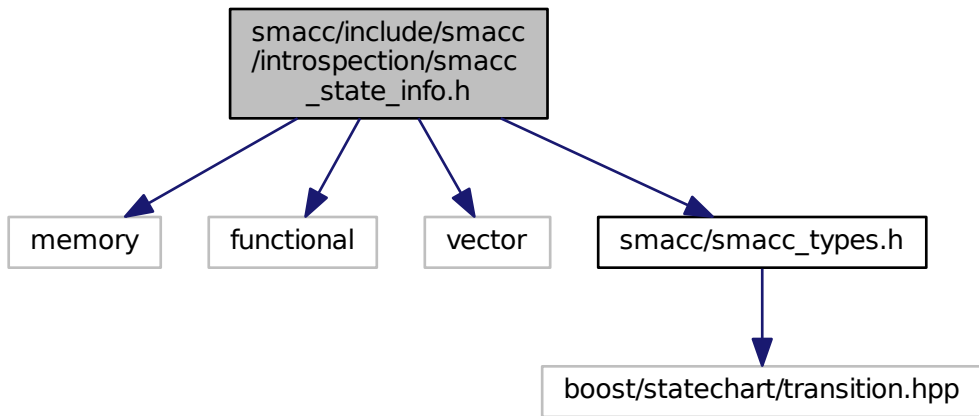 smacc/include/smacc
/introspection/smacc
_state_info.h
memory
functional
vector
smacc/smacc_types.h
boost/statechart/transition.hpp